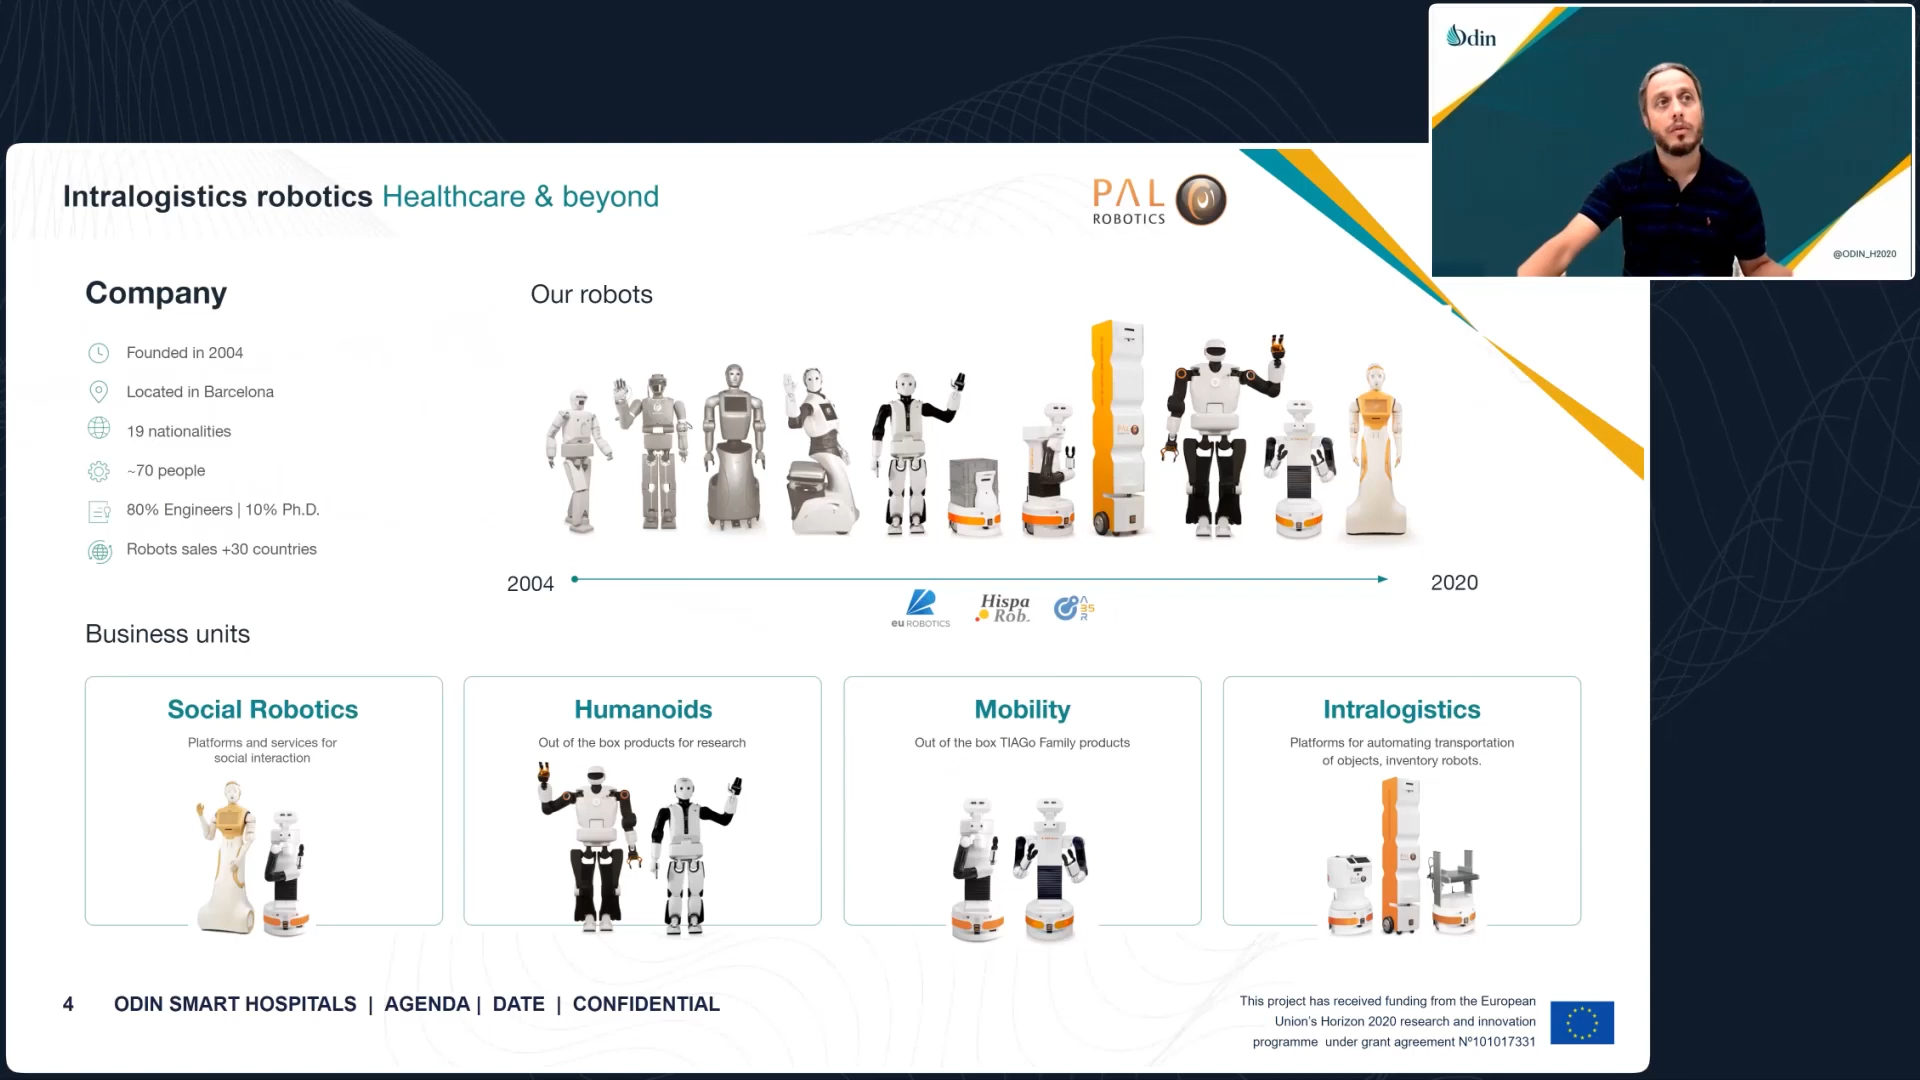 Odin
@ODIN_H2020
Intralogistics robotics Healthcare & beyond
PAL
ROBOTICS
Company
Founded in 2004
Located in Barcelona
19 nationalities
~70 people
80% Engineers | 10% Ph.D.
Robots sales +30 countries
Our robots
2004
2020
eu ROBOTICS
Hispa
Rob.
Business units
Social Robotics
Platforms and services for
social interaction
Humanoids
Out of the box products for research
Mobility
Out of the box TIAGo Family products
Intralogistics
Platforms for automating transportation
of objects, inventory robots.
4 ODIN SMART HOSPITALS | AGENDA | DATE | CONFIDENTIAL
This project has received funding from the European
Union's Horizon 2020 research and innovation
programme under grant agreement Nº101017331